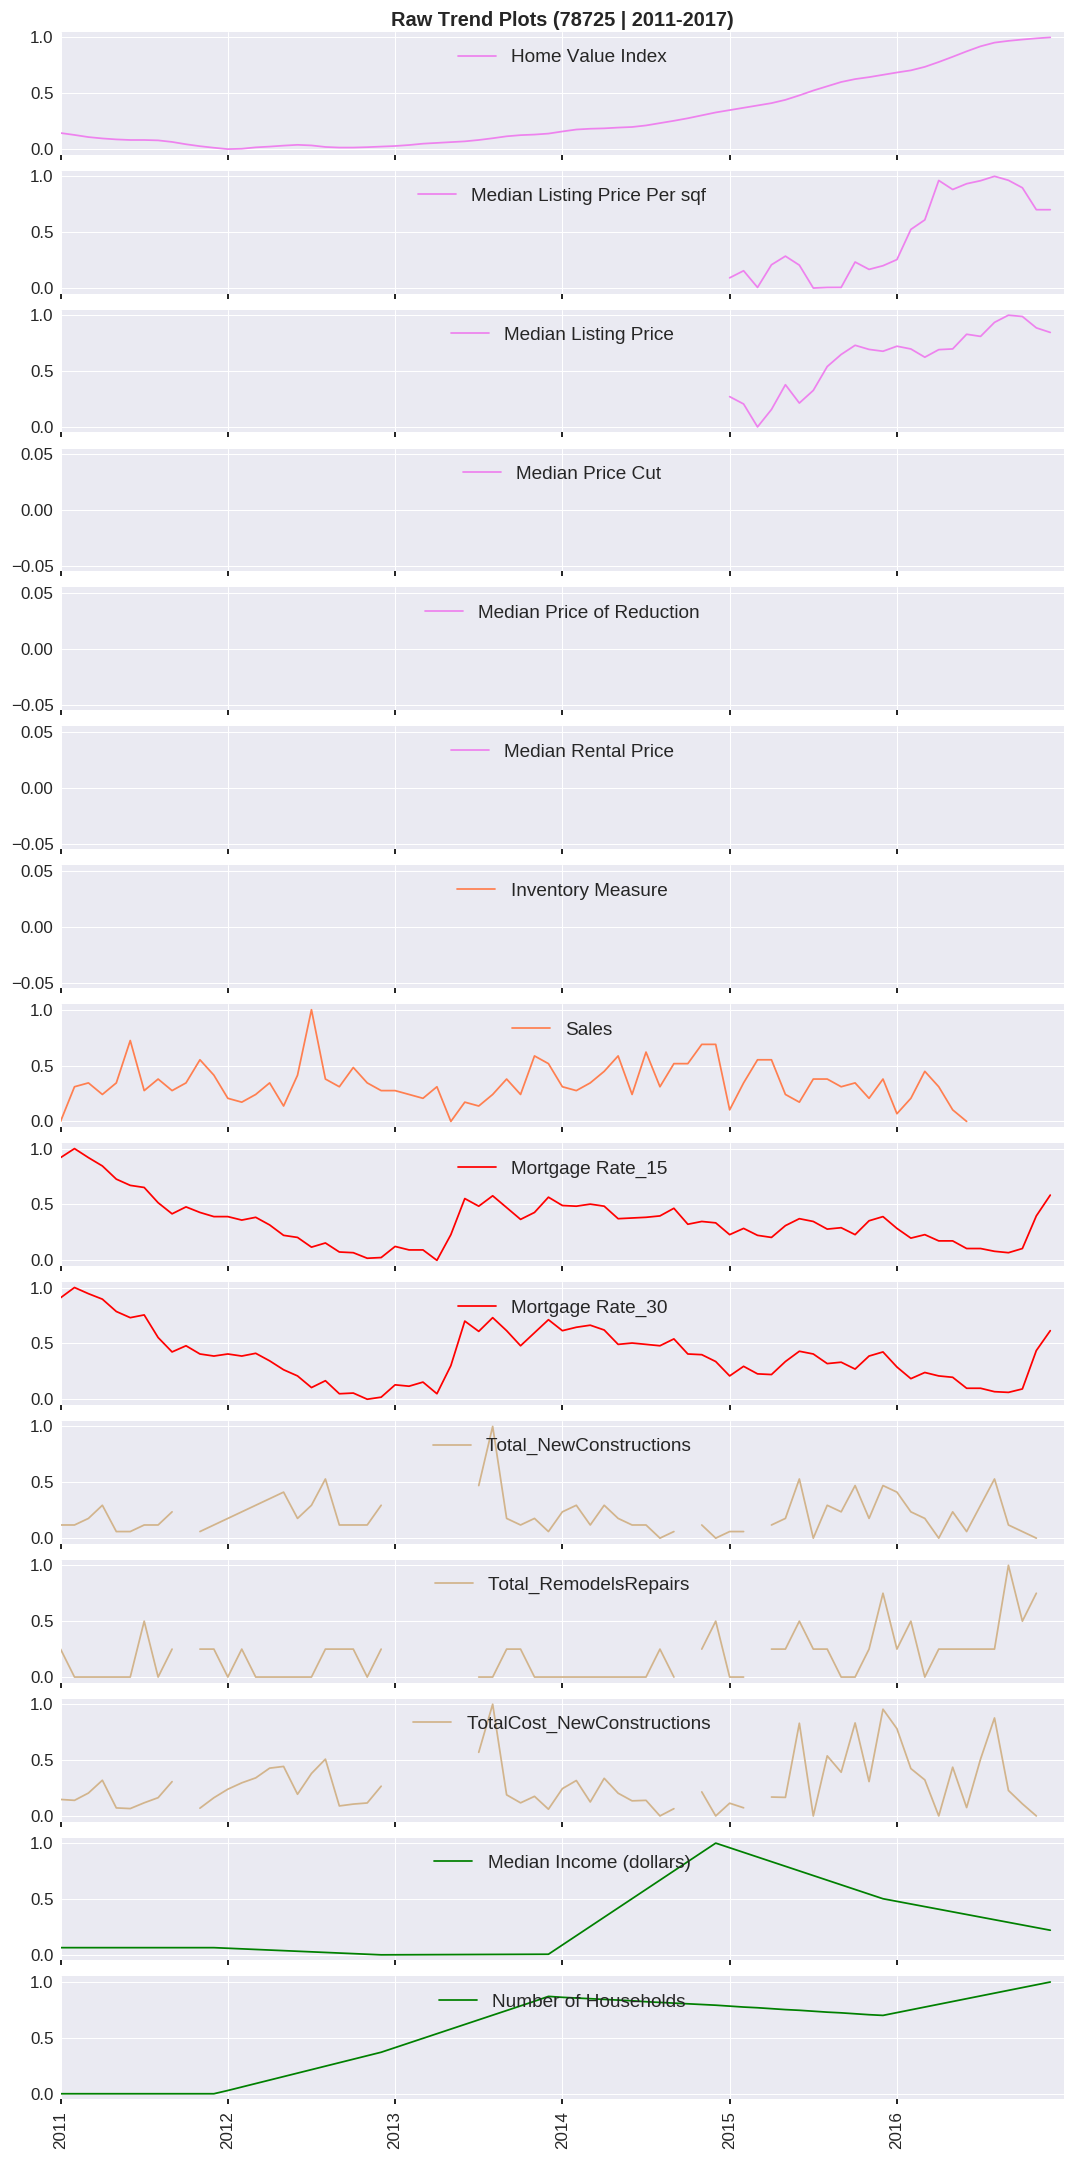 Raw Trend Plots (78725 | 2011-2017)
1.0
Home Value Index
0.5
0.0
1.0
Median Listing Price Per sqf
0.5
0.0
1.0
Median Listing Price
0.5
0.0
0.05
Median Price Cut
0.00
−0.05
0.05
Median Price of Reduction
0.00
−0.05
0.05
Median Rental Price
0.00
−0.05
0.05
Inventory Measure
0.00
−0.05
1.0
Sales
0.5
0.0
1.0
Mortgage Rate_15
0.5
0.0
1.0
Mortgage Rate_30
0.5
0.0
1.0
Total_NewConstructions
0.5
0.0
1.0
Total_RemodelsRepairs
0.5
0.0
1.0
TotalCost_NewConstructions
0.5
0.0
1.0
Median Income (dollars)
0.5
0.0
1.0
Number of Households
0.5
0.0
2011 2012 2013 2014 2015 2016